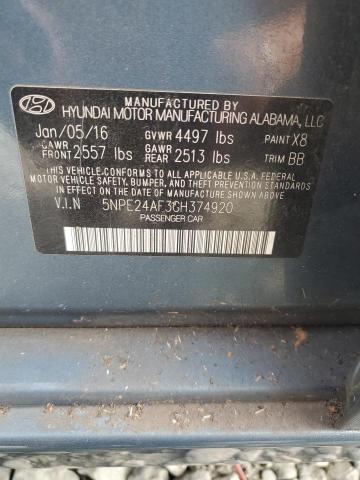 MANUFACTURED BY
HYUNDAI MOTOR MANUFACTURING ALABAMA, LLC
Jan/05/16 GVWR 4497 lbs PAINT X8
GAWR FRONT 2557 lbs GAWR REAR 2513 lbs TRIM BB
THIS VEHICLE CONFORMS TO ALL APPLICABLE U.S.A FEDERAL
MOTOR VEHICLE SAFETY, BUMPER, AND THEFT PREVENTION
STANDARDS IN EFFECT ON THE DATE OF MANUFACTURE SHOWN ABOVE.
V.I.N 5NPE24AF3GH374920
PASSENGER CAR